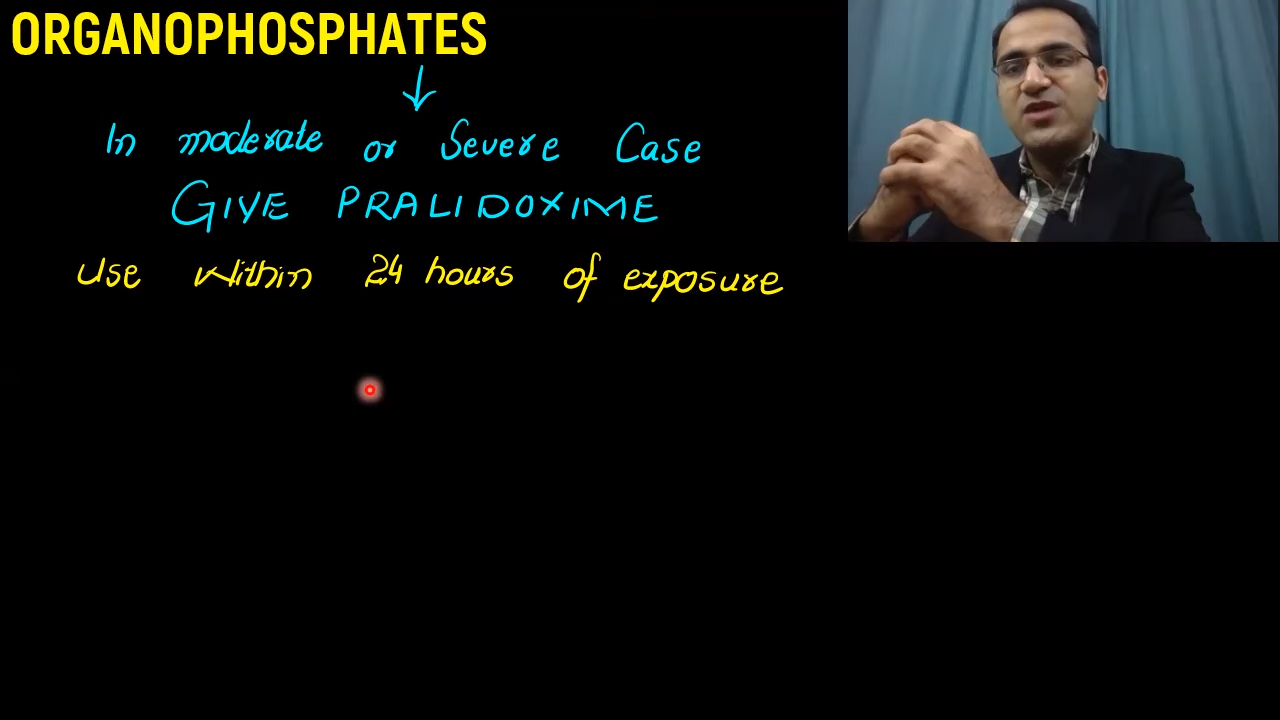 ORGANOPHOSPHATES
In moderate or Severe Case
GIVE PRALIDOXIME
Use within 24 hours of exposure